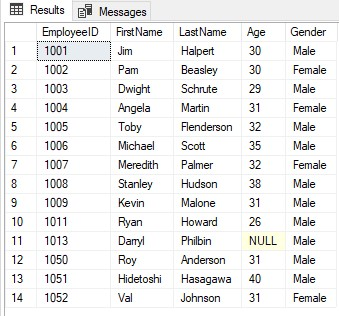 Results Messages
EmployeeID FirstName LastName Age Gender
1 1001 Jim Halpert 30 Male
2 1002 Pam Beasley 30 Female
3 1003 Dwight Schrute 29 Male
4 1004 Angela Martin 31 Female
5 1005 Toby Flenderson 32 Male
6 1006 Michael Scott 35 Male
7 1007 Meredith Palmer 32 Female
8 1008 Stanley Hudson 38 Male
9 1009 Kevin Malone 31 Male
10 1011 Ryan Howard 26 Male
11 1013 Darryl Philbin NULL Male
12 1050 Roy Anderson 31 Male
13 1051 Hidetoshi Hasagawa 40 Male
14 1052 Val Johnson 31 Female